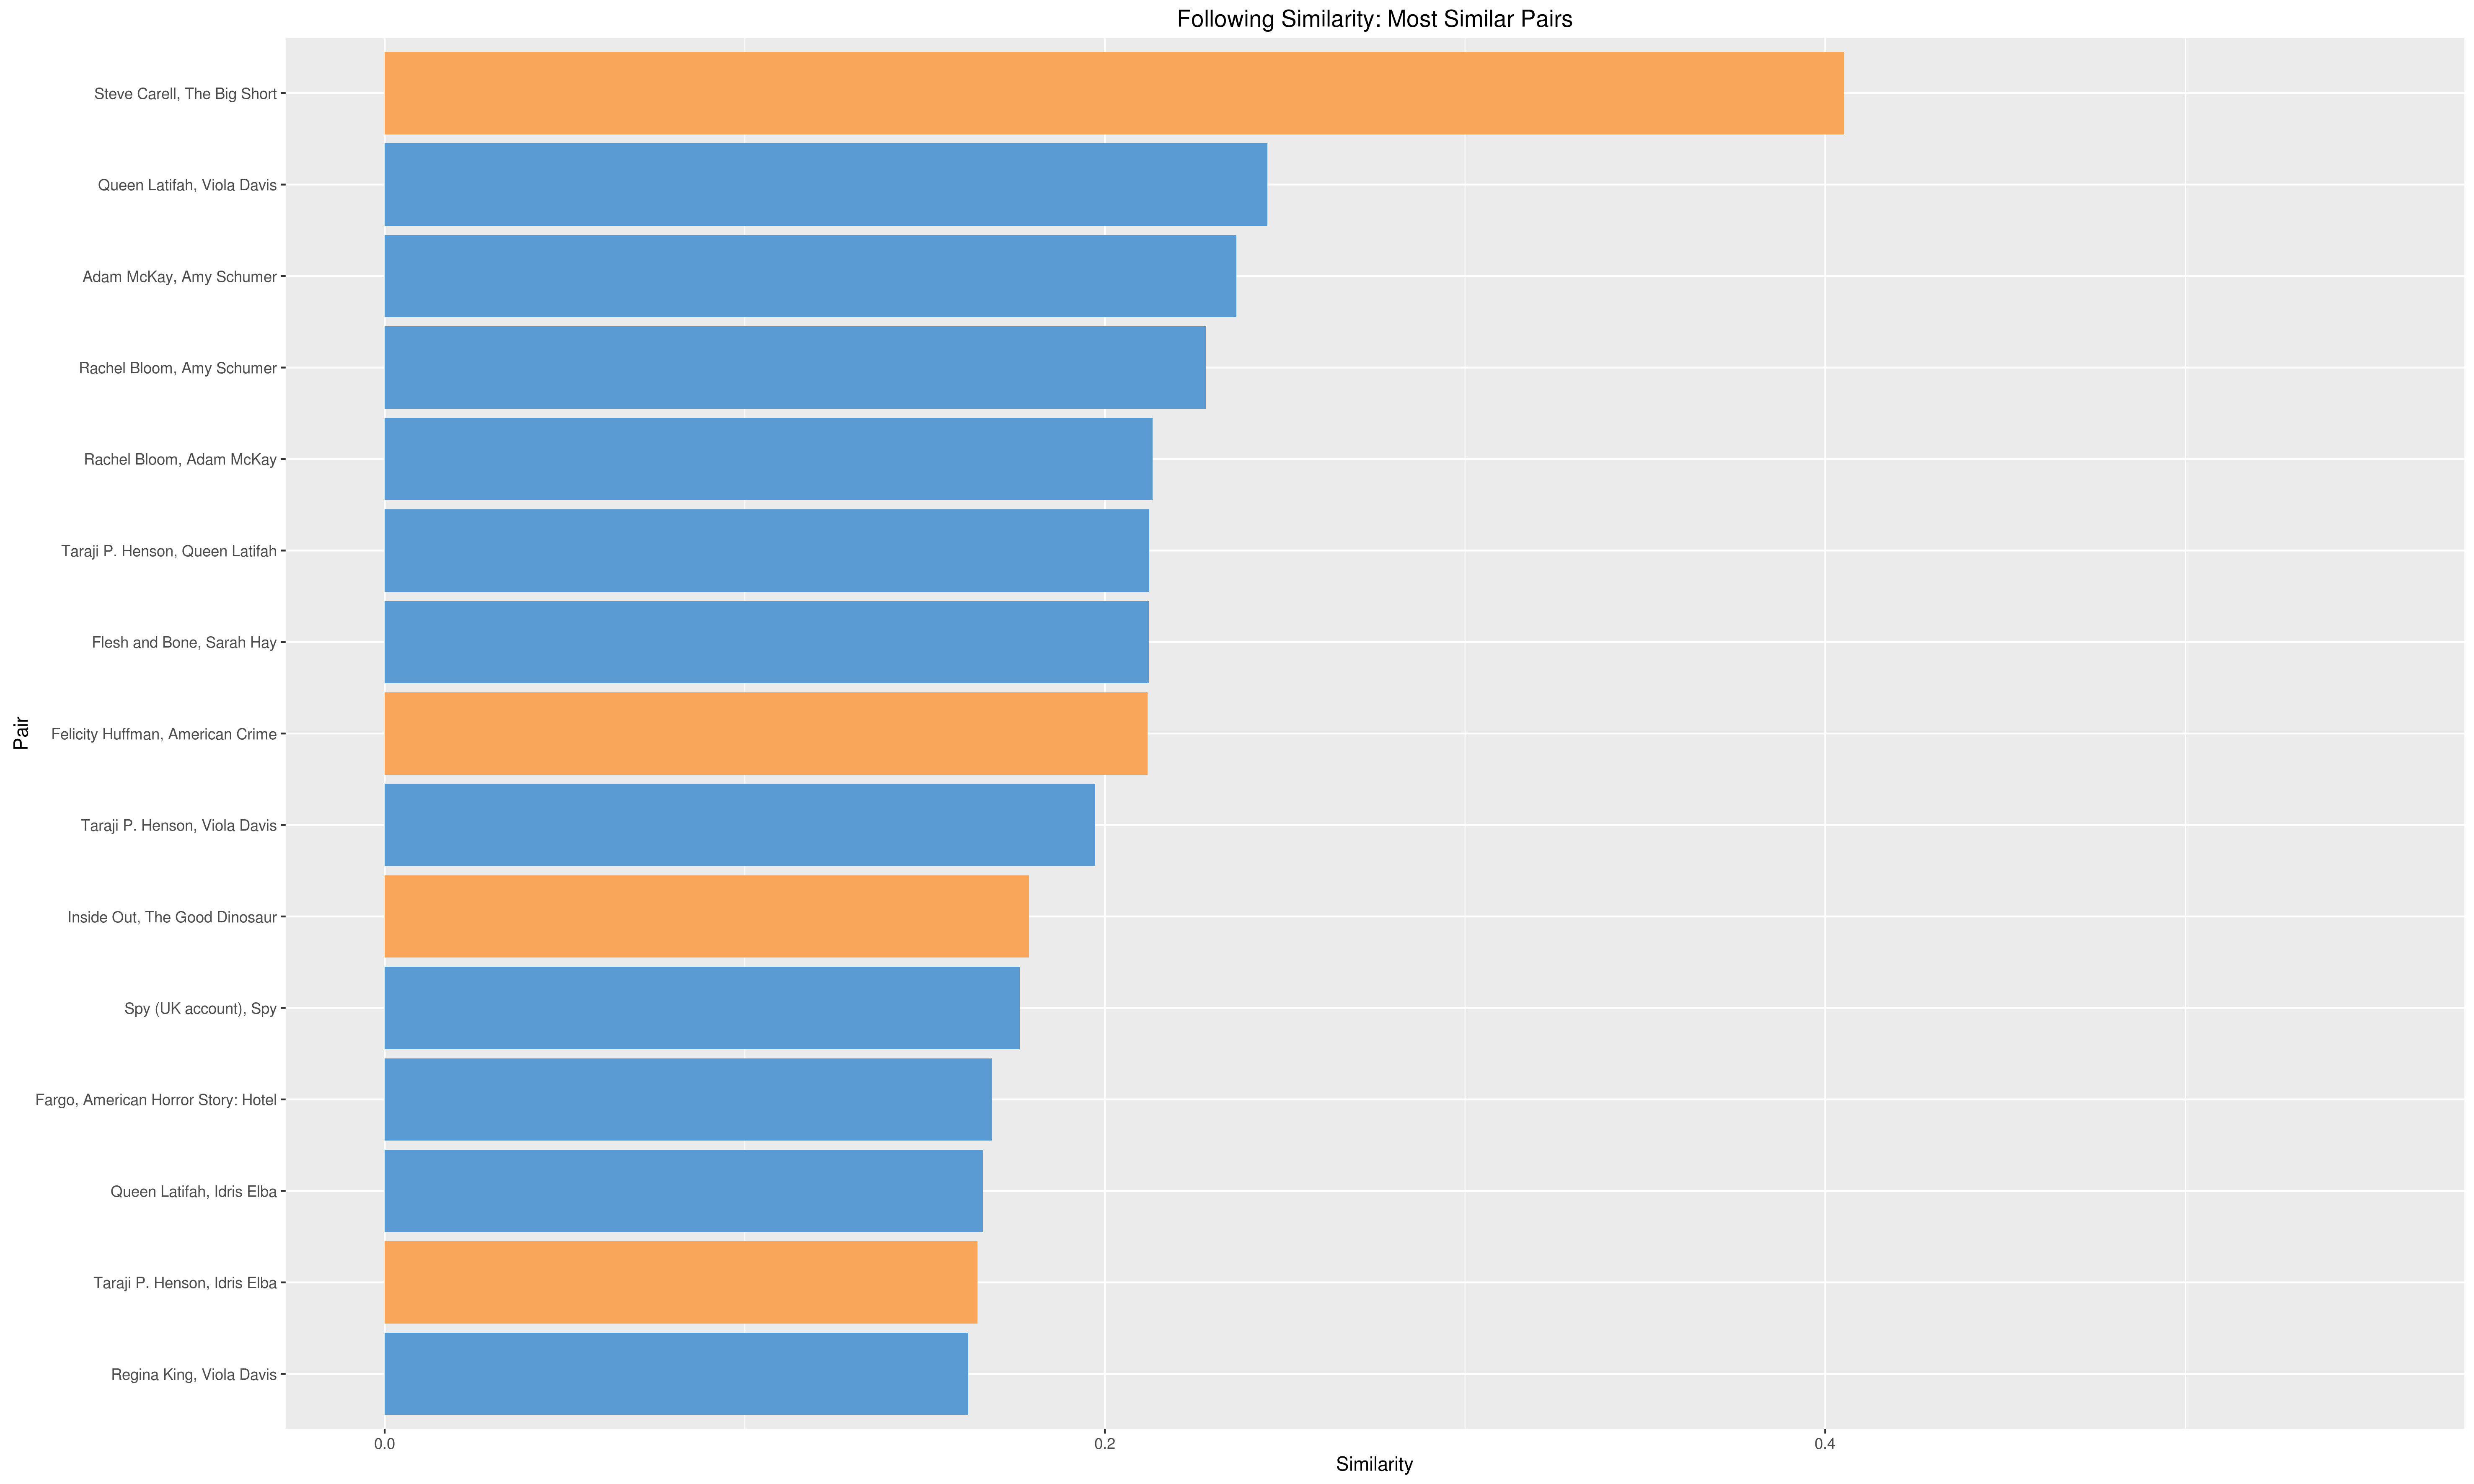 Following Similarity: Most Similar Pairs
Steve Carell, The Big Short
Queen Latifah, Viola Davis
Adam McKay, Amy Schumer
Rachel Bloom, Amy Schumer
Rachel Bloom, Adam McKay
Taraji P. Henson, Queen Latifah
Flesh and Bone, Sarah Hay
Felicity Huffman, American Crime
Taraji P. Henson, Viola Davis
Inside Out, The Good Dinosaur
Spy (UK account), Spy
Fargo, American Horror Story: Hotel
Queen Latifah, Idris Elba
Taraji P. Henson, Idris Elba
Regina King, Viola Davis
Pair
0.0 0.2 0.4
Similarity